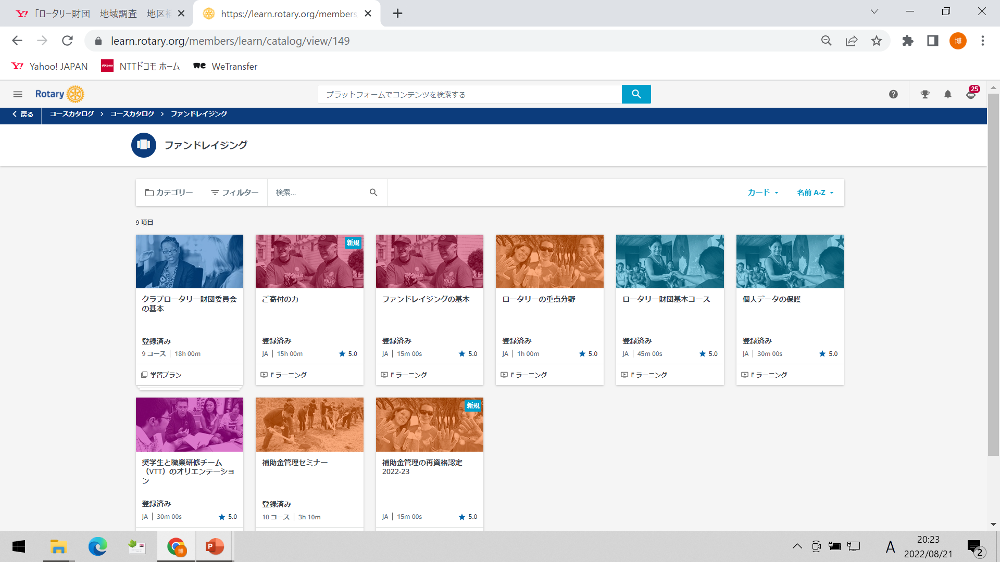 「ロータリー財団　地域調査　地区補
https://learn.rotary.org/members
learn.rotary.org/members/learn/catalog/view/149
博
Yahoo! JAPAN
NTTドコモ ホーム
WeTransfer
Rotary
プラットフォームでコンテンツを検索する
25
戻る
コースカタログ > コースカタログ > ファンドレイジング
ファンドレイジング
カテゴリー
フィルター
検索...
カード
名前 A-Z
9 項目
クラブロータリー財団委員会
の基本
登録済み
9 コース | 18h 00m
学習プラン
新規
ご寄付の力
登録済み
JA | 15h 00m ★ 5.0
E ラーニング
ファンドレイジングの基本
登録済み
JA | 15m 00s ★ 5.0
E ラーニング
ロータリーの重点分野
登録済み
JA | 1h 00m ★ 5.0
E ラーニング
ロータリー財団基本コース
登録済み
JA | 45m 00s ★ 5.0
E ラーニング
個人データの保護
登録済み
JA | 30m 00s ★ 5.0
E ラーニング
奨学生と職業研修チーム
（VTT）のオリエンテーショ
ン
登録済み
JA | 30m 00s ★ 5.0
補助金管理セミナー
登録済み
10 コース | 3h 10m
新規
補助金管理の再資格認定
2022-23
JA | 15m 00s ★ 5.0
A
20:23
2022/08/21
2